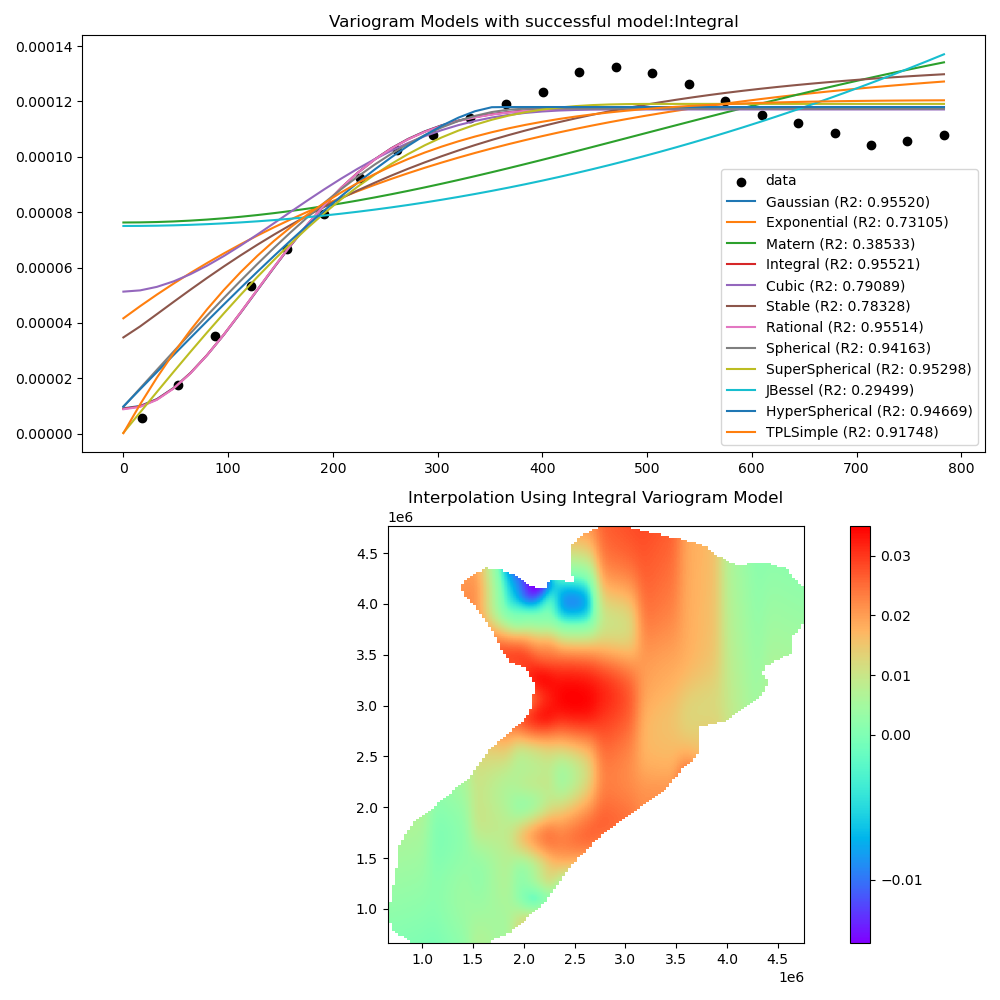 Variogram Models with successful model:Integral
0.00014
0.00012
0.00010
0.00008
0.00006
0.00004
0.00002
0.00000
data
Gaussian (R2: 0.95520)
Exponential (R2: 0.73105)
Matern (R2: 0.38533)
Integral (R2: 0.95521)
Cubic (R2: 0.79089)
Stable (R2: 0.78328)
Rational (R2: 0.95514)
Spherical (R2: 0.94163)
SuperSpherical (R2: 0.95298)
JBessel (R2: 0.29499)
HyperSpherical (R2: 0.94669)
TPLSimple (R2: 0.91748)
0 100 200 300 400 500 600 700 800
Interpolation Using Integral Variogram Model
1e6
4.5
4.0
3.5
3.0
2.5
2.0
1.5
1.0
1.0 1.5 2.0 2.5 3.0 3.5 4.0 4.5
1e6
0.03
0.02
0.01
0.00
−0.01